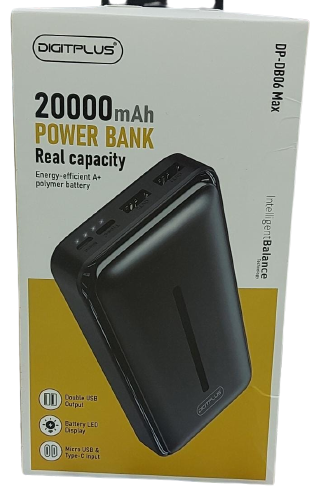 DIGITPLUS®
20000mAh
POWER BANK
Real capacity
Energy-efficient A+
polymer battery
DP-DB06 Max
IntelligentBalance
Technology
DIGITPLUS
Double USB
Output
Battery LED
Display
Micro USB &
Type-C Input